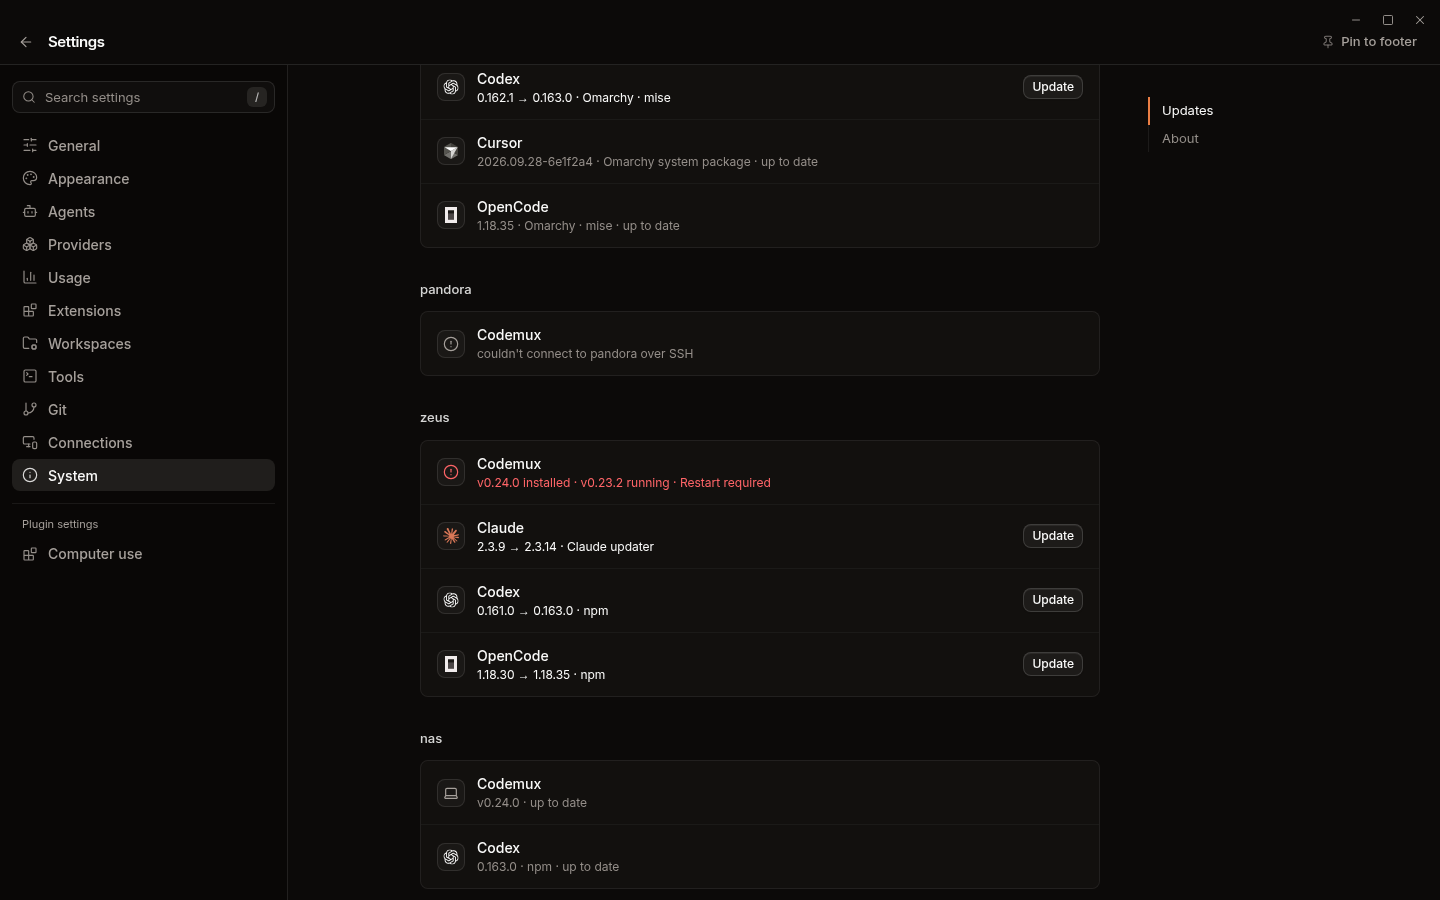 Settings
Pin to footer
Search settings /
General
Appearance
Agents
Providers
Usage
Extensions
Workspaces
Tools
Git
Connections
System
Plugin settings
Computer use
Codex
0.162.1 → 0.163.0 · Omarchy · mise
Update
Cursor
2026.09.28-6e1f2a4 · Omarchy system package · up to date
OpenCode
1.18.35 · Omarchy · mise · up to date
pandora
Codemux
couldn't connect to pandora over SSH
zeus
Codemux
v0.24.0 installed · v0.23.2 running · Restart required
Claude
2.3.9 → 2.3.14 · Claude updater
Update
Codex
0.161.0 → 0.163.0 · npm
Update
OpenCode
1.18.30 → 1.18.35 · npm
Update
nas
Codemux
v0.24.0 · up to date
Codex
0.163.0 · npm · up to date
Updates
About